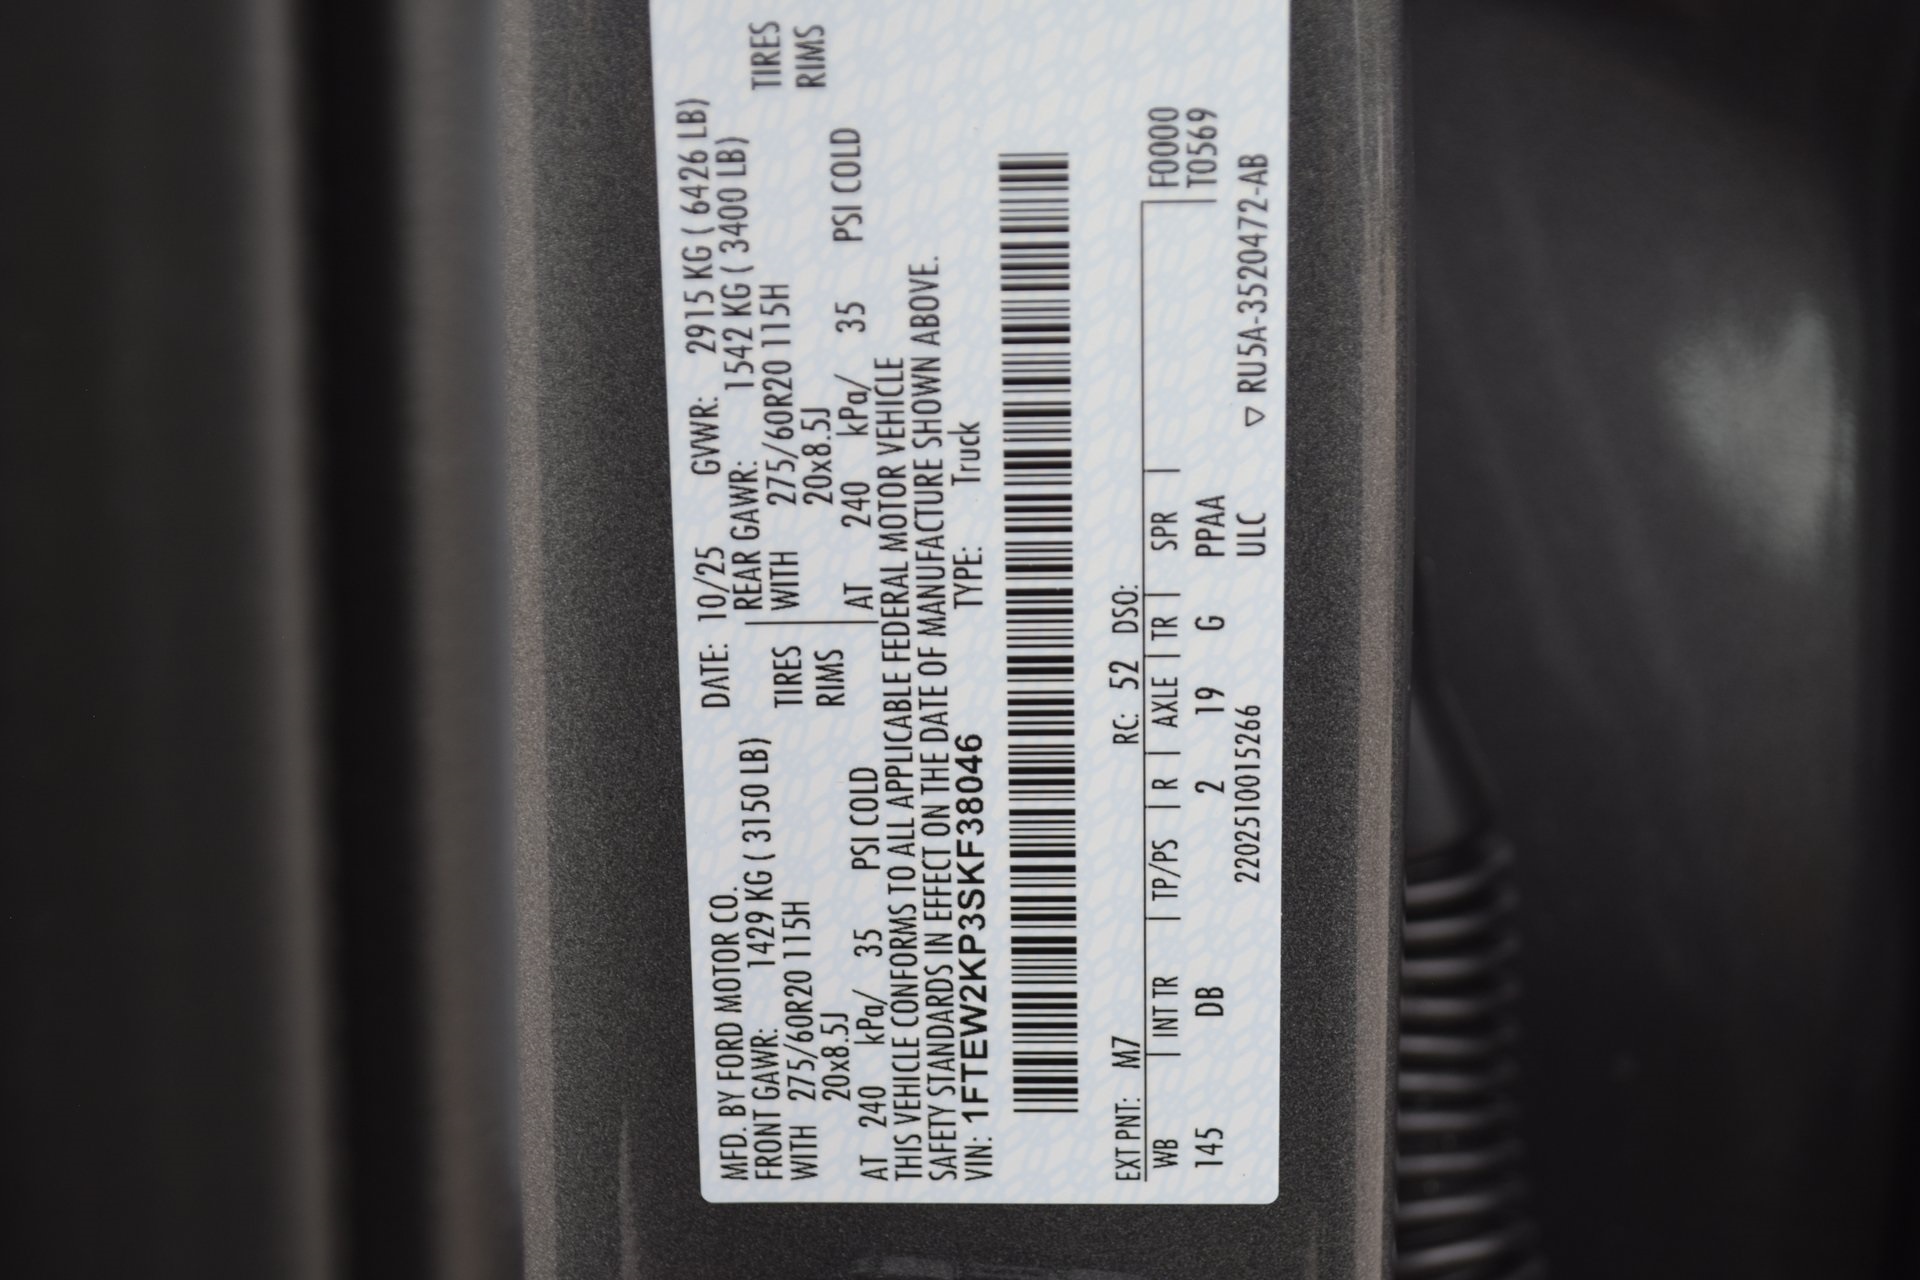 MFD. BY FORD MOTOR CO. DATE: 10/25 GVWR: 2915 KG ( 6426 LB)
FRONT GAWR: 1429 KG ( 3150 LB) REAR GAWR: 1542 KG ( 3400 LB)
WITH 275/60R20 115H TIRES WITH 275/60R20 115H TIRES
20x8.5J RIMS 20x8.5J RIMS
AT 240 kPa/ 35 PSI COLD AT 240 kPa/ 35 PSI COLD
THIS VEHICLE CONFORMS TO ALL APPLICABLE FEDERAL MOTOR VEHICLE
SAFETY STANDARDS IN EFFECT ON THE DATE OF MANUFACTURE SHOWN ABOVE.
VIN: 1FTEW2KP3SKF38046 TYPE: Truck
EXT PNT: M7 RC: 52 DSO: F0000
WB | INT TR | TP/PS | R | AXLE | TR | SPR | T0569
145 DB 2 19 G PPAA
2202510015266 ULC ▽ RU5A-3520472-AB